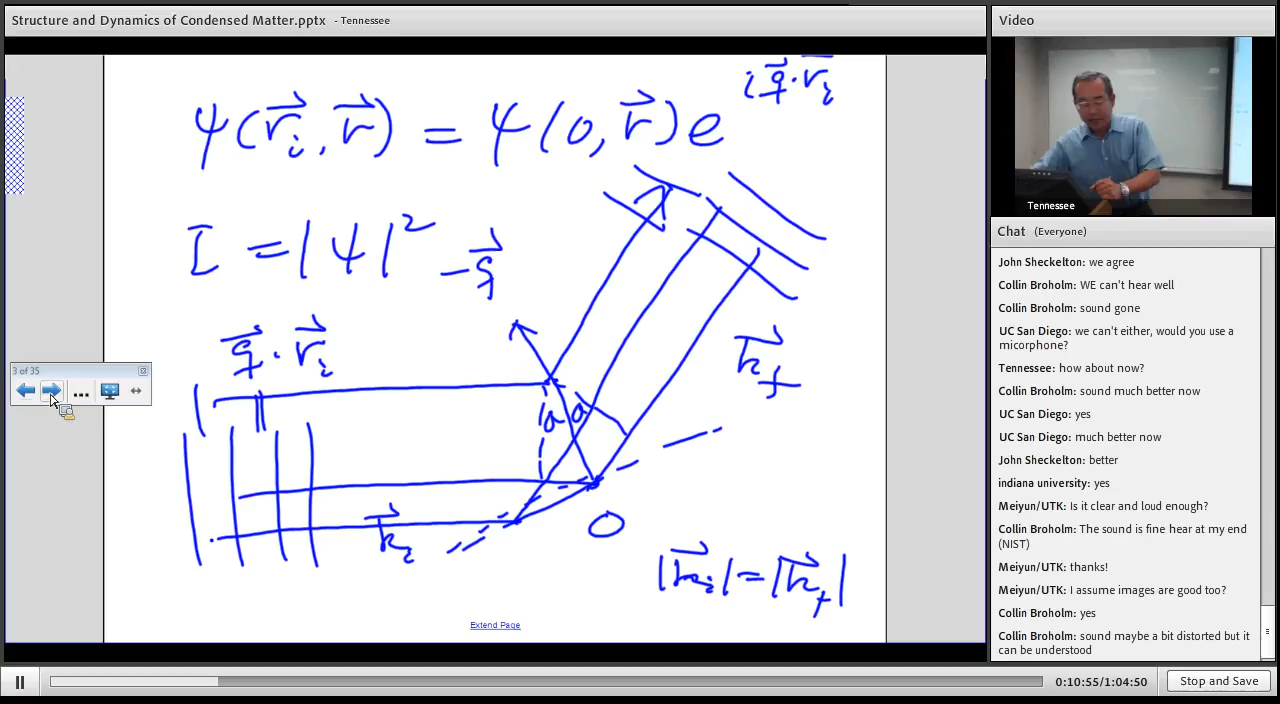 Structure and Dynamics of Condensed Matter.pptx - Tennessee
ψ(r⃗ᵢ, r⃗) = ψ(0, r⃗) e^{i q⃗·r⃗ᵢ}
I = |ψ|²
−q⃗
q⃗ · r⃗ᵢ
k⃗f
k⃗i
O
|k⃗i| = |k⃗f|
Extend Page
3 of 35
...
Video
Tennessee
Chat (Everyone)
John Sheckelton: we agree
Collin Broholm: WE can't hear well
Collin Broholm: sound gone
UC San Diego: we can't either, would you use a
micorphone?
Tennessee: how about now?
Collin Broholm: sound much better now
UC San Diego: yes
UC San Diego: much better now
John Sheckelton: better
indiana university: yes
Meiyun/UTK: Is it clear and loud enough?
Collin Broholm: The sound is fine hear at my end
(NIST)
Meiyun/UTK: thanks!
Meiyun/UTK: I assume images are good too?
Collin Broholm: yes
Collin Broholm: sound maybe a bit distorted but it
can be understood
0:10:55/1:04:50
Stop and Save